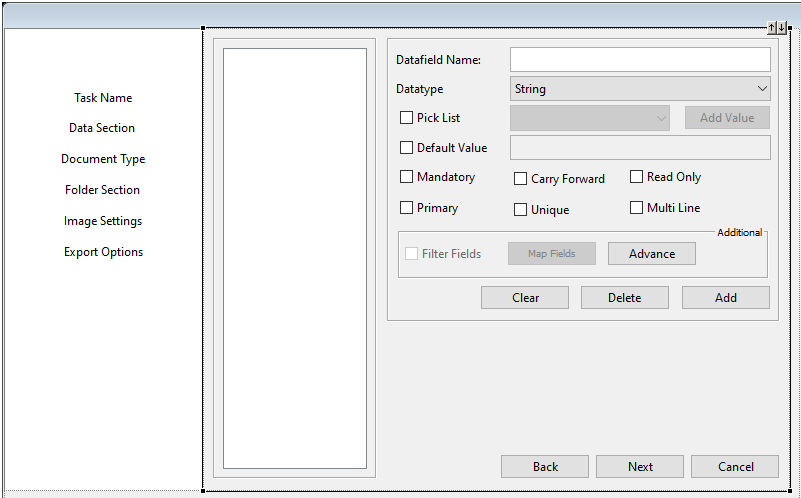 Task Name
Data Section
Document Type
Folder Section
Image Settings
Export Options
Datafield Name:
Datatype String
Pick List Add Value
Default Value
Mandatory Carry Forward Read Only
Primary Unique Multi Line
Additional
Filter Fields Map Fields Advance
Clear Delete Add
Back Next Cancel